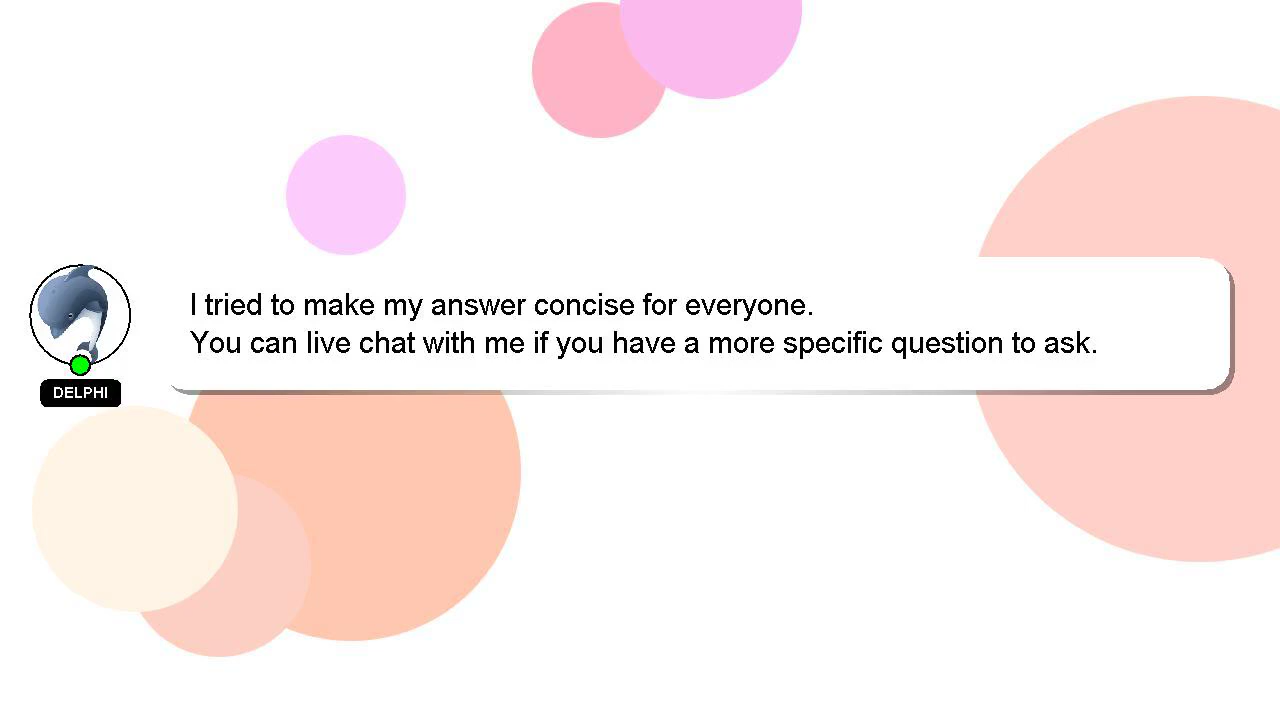 I tried to make my answer concise for everyone.
You can live chat with me if you have a more specific question to ask.
DELPHI